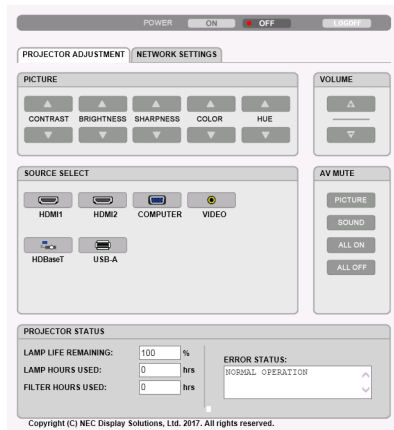 POWER ON OFF LOGOFF
PROJECTOR ADJUSTMENT NETWORK SETTINGS
PICTURE
CONTRAST BRIGHTNESS SHARPNESS COLOR HUE
VOLUME
SOURCE SELECT
HDMI1 HDMI2 COMPUTER VIDEO
HDBaseT USB-A
AV MUTE
PICTURE
SOUND
ALL ON
ALL OFF
PROJECTOR STATUS
LAMP LIFE REMAINING: 100 %
LAMP HOURS USED: 0 hrs
FILTER HOURS USED: 0 hrs
ERROR STATUS:
NORMAL OPERATION
Copyright (C) NEC Display Solutions, Ltd. 2017. All rights reserved.